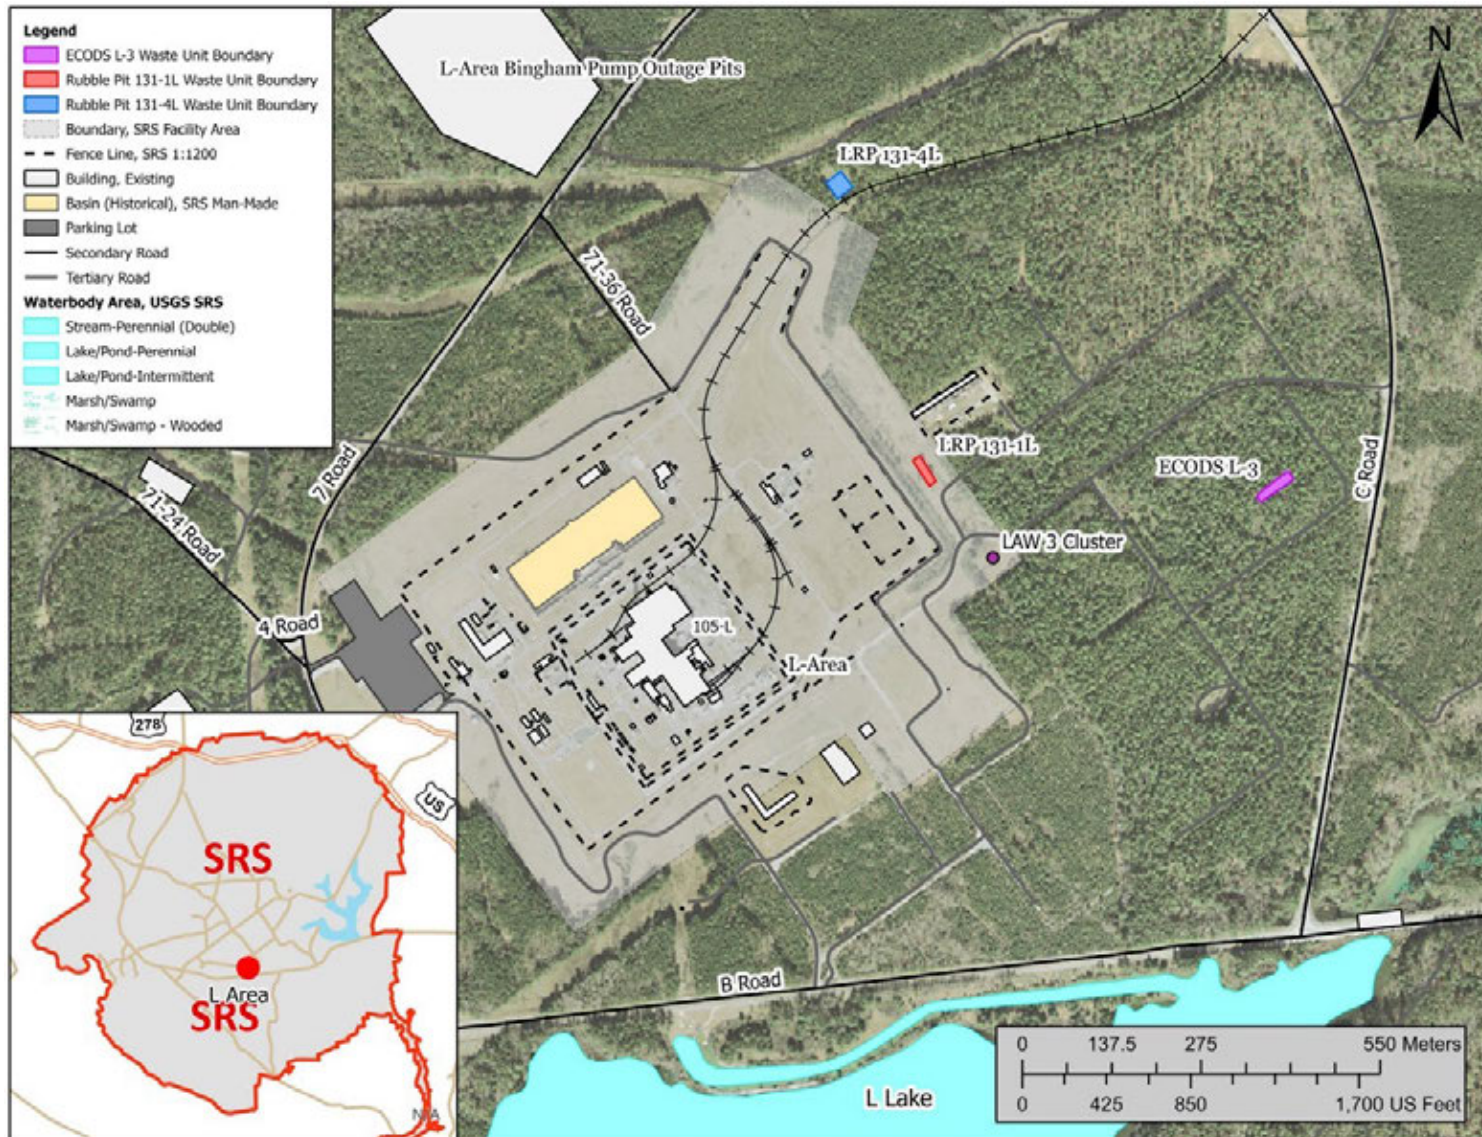 Legend
ECODS L-3 Waste Unit Boundary
Rubble Pit 131-1L Waste Unit Boundary
Rubble Pit 131-4L Waste Unit Boundary
Boundary, SRS Facility Area
Fence Line, SRS 1:1200
Building, Existing
Basin (Historical), SRS Man-Made
Parking Lot
Secondary Road
Tertiary Road
Waterbody Area, USGS SRS
Stream-Perennial (Double)
Lake/Pond-Perennial
Lake/Pond-Intermittent
Marsh/Swamp
Marsh/Swamp - Wooded
L-Area Bingham Pump Outage Pits
N
LRP 131-4L
71-36 Road
LRP 131-1L
ECODS L-3
C Road
7 Road
71-24 Road
LAW 3 Cluster
4 Road
105-L
L-Area
B Road
L Lake
278
US
SRS
L Area
SRS
0 137.5 275 550 Meters
0 425 850 1,700 US Feet